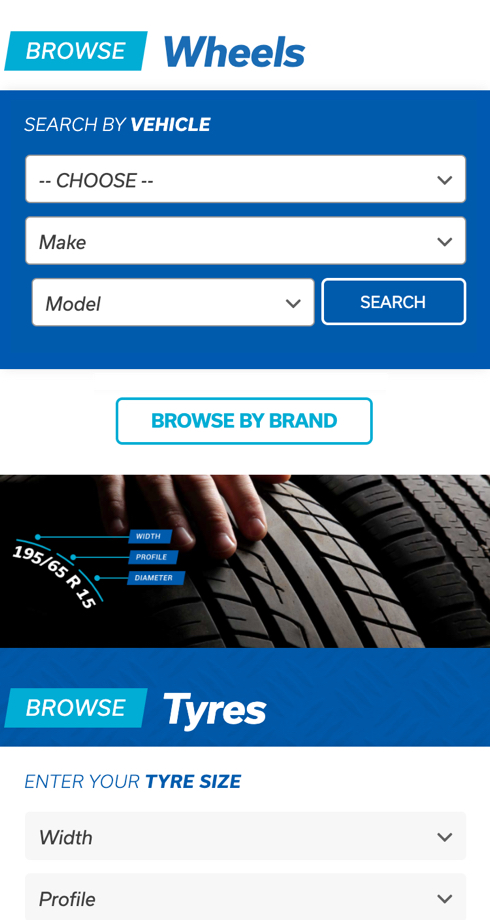 BROWSE Wheels
SEARCH BY VEHICLE
-- CHOOSE --
Make
Model
SEARCH
BROWSE BY BRAND
WIDTH
PROFILE
DIAMETER
195/65 R 15
BROWSE Tyres
ENTER YOUR TYRE SIZE
Width
Profile